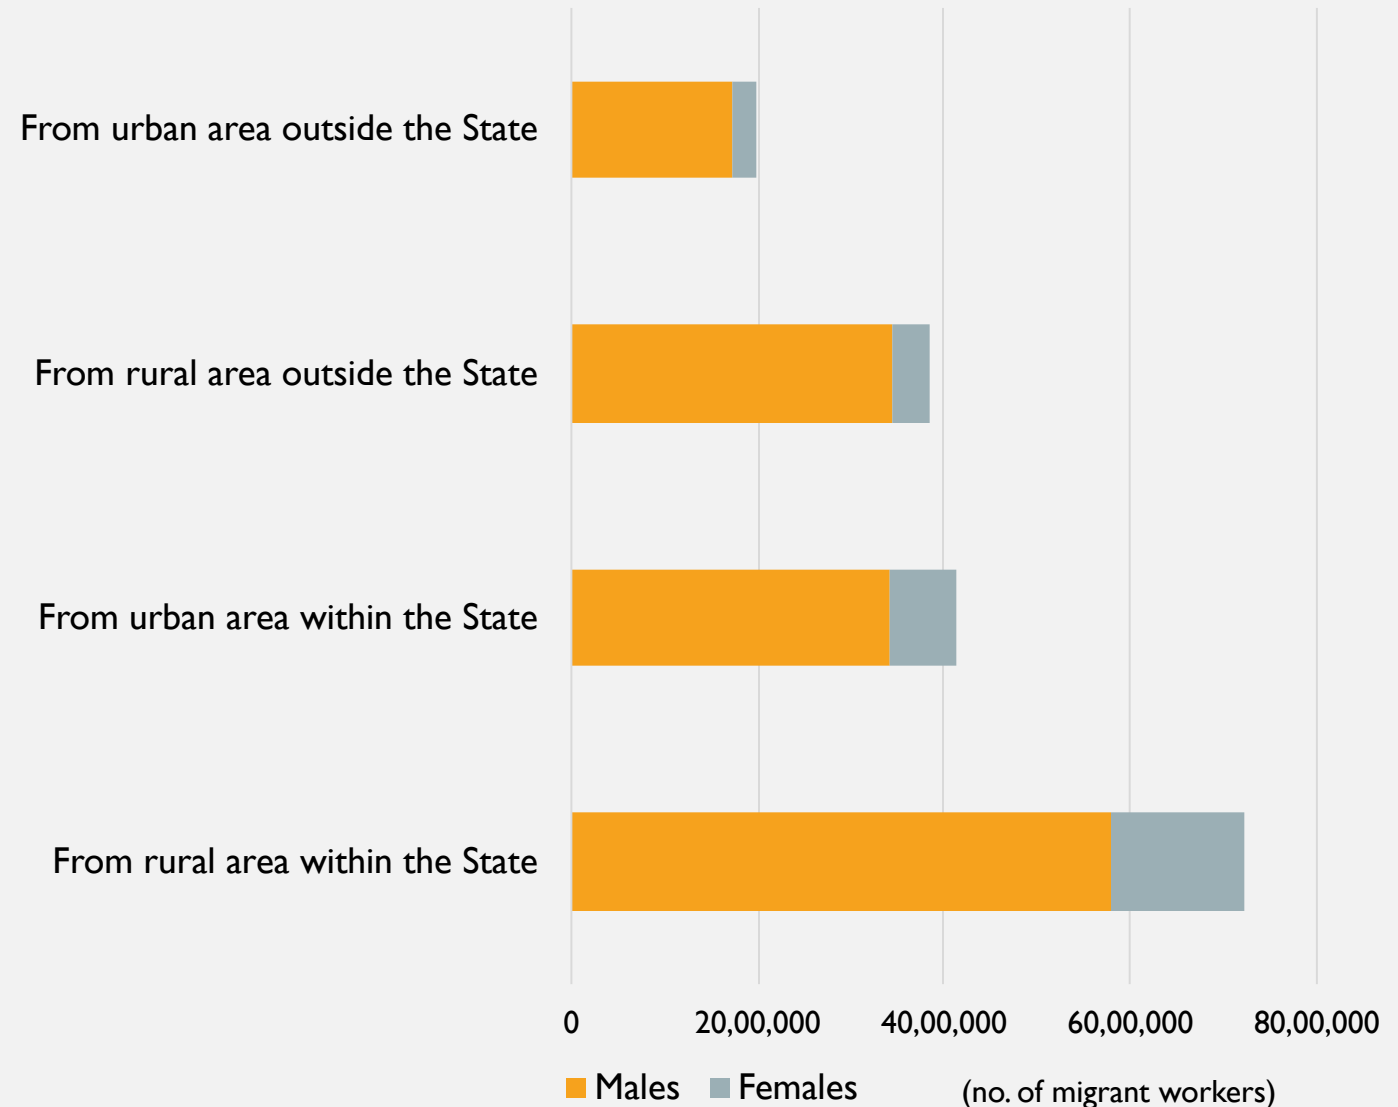 From urban area outside the State
From rural area outside the State
From urban area within the State
From rural area within the State
0 20,00,000 40,00,000 60,00,000 80,00,000
Males Females (no. of migrant workers)